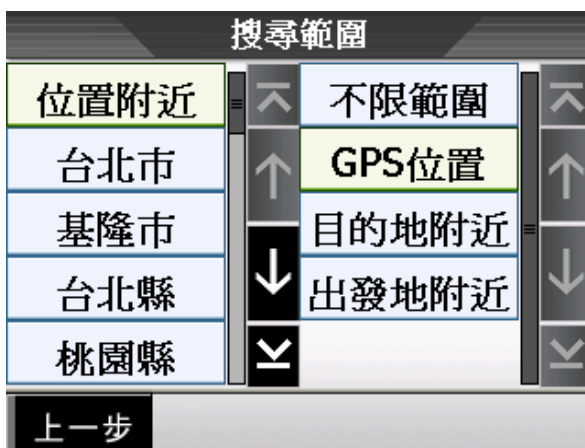 搜尋範圍
位置附近
台北市
基隆市
台北縣
桃園縣
不限範圍
GPS位置
目的地附近
出發地附近
上一步